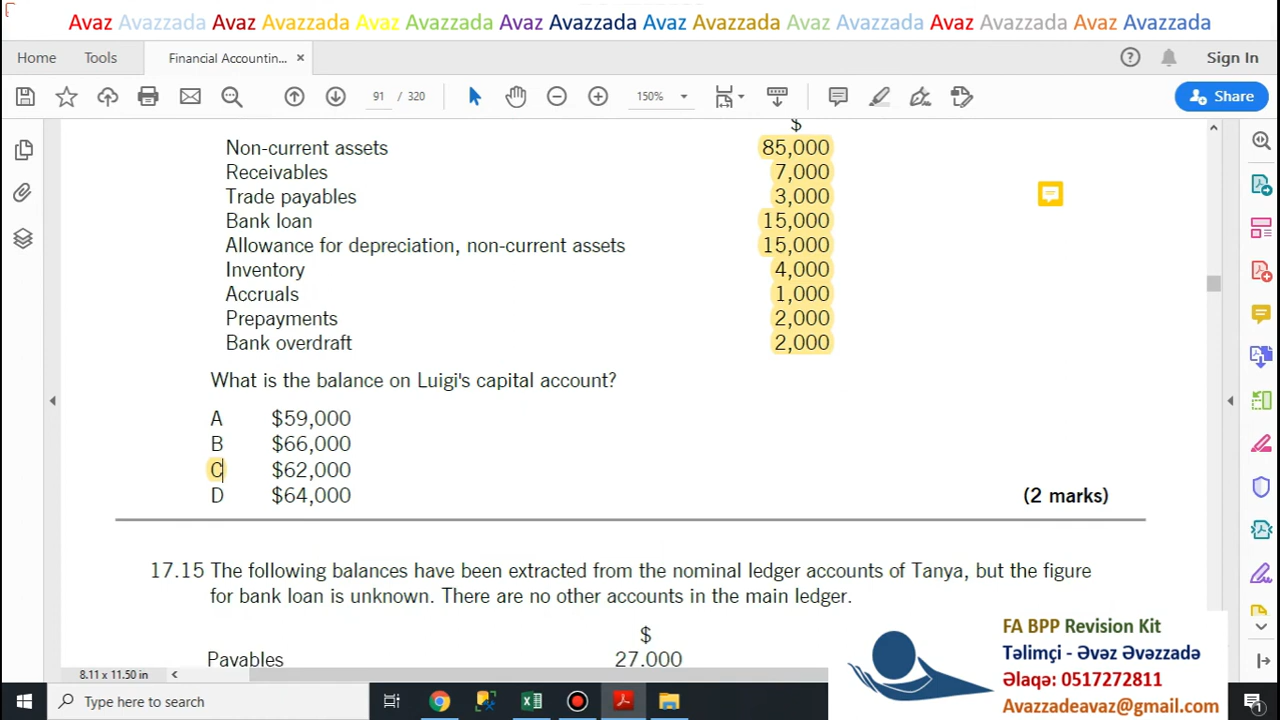 Avaz Avazzada Avaz Avazzada Avaz Avazzada Avaz Avazzada Avaz Avazzada Avaz Avazzada Avaz Avazzada Avaz Avazzada
Home Tools Financial Accountin... × Sign In
91 / 320 150% Share
$
Non-current assets 85,000
Receivables 7,000
Trade payables 3,000
Bank loan 15,000
Allowance for depreciation, non-current assets 15,000
Inventory 4,000
Accruals 1,000
Prepayments 2,000
Bank overdraft 2,000
What is the balance on Luigi's capital account?
A $59,000
B $66,000
C $62,000
D $64,000
(2 marks)
17.15 The following balances have been extracted from the nominal ledger accounts of Tanya, but the figure
for bank loan is unknown. There are no other accounts in the main ledger.
$
Payables 27,000
8.11 x 11.50 in
FA BPP Revision Kit
Təlimçi - Əvəz Əvəzzadə
Əlaqə: 0517272811
Avazzadeavaz@gmail.com
Type here to search
1